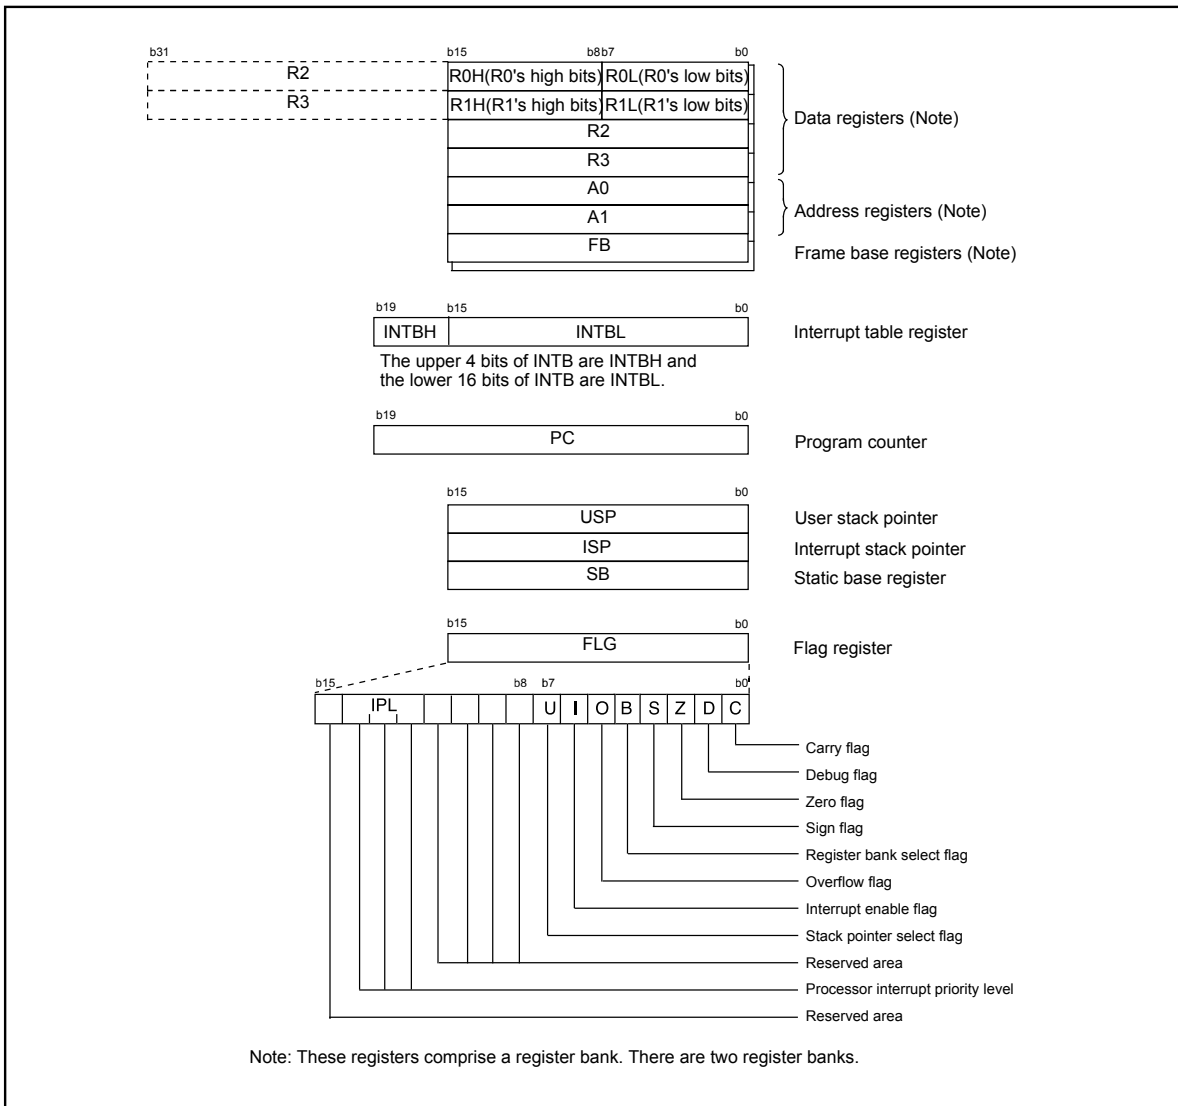 b31 b15 b8b7 b0
R2 R0H(R0's high bits) R0L(R0's low bits)
R3 R1H(R1's high bits) R1L(R1's low bits)
Data registers (Note)
R2
R3
A0
A1
Address registers (Note)
FB
Frame base registers (Note)
b19 b15 b0
INTBH INTBL Interrupt table register
The upper 4 bits of INTB are INTBH and
the lower 16 bits of INTB are INTBL.
b19 b0
PC Program counter
b15 b0
USP User stack pointer
ISP Interrupt stack pointer
SB Static base register
b15 b0
FLG Flag register
b15 b8 b7 b0
IPL U I O B S Z D C
Carry flag
Debug flag
Zero flag
Sign flag
Register bank select flag
Overflow flag
Interrupt enable flag
Stack pointer select flag
Reserved area
Processor interrupt priority level
Reserved area
Note: These registers comprise a register bank. There are two register banks.